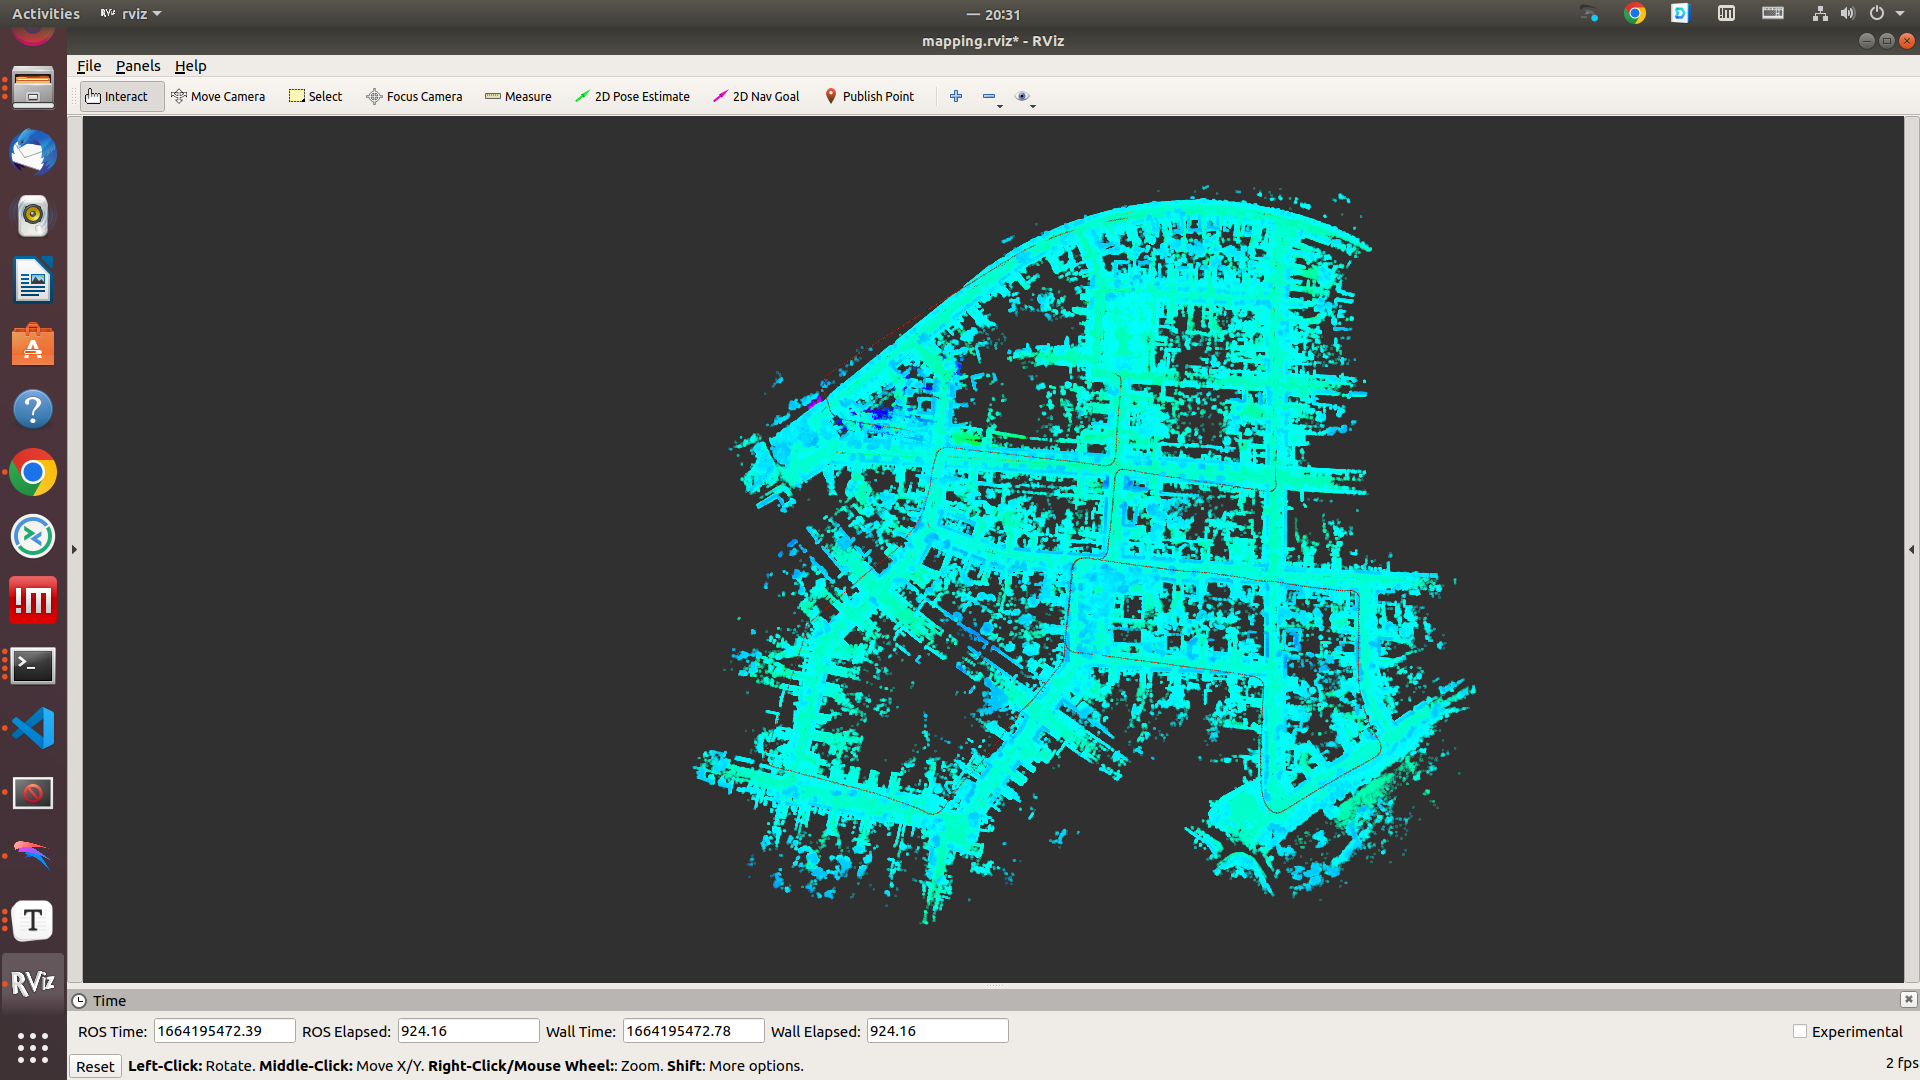 Activities RViz rviz — 20:31
mapping.rviz* - RViz
File Panels Help
Interact Move Camera Select Focus Camera Measure 2D Pose Estimate 2D Nav Goal Publish Point
Time
ROS Time: 1664195472.39 ROS Elapsed: 924.16 Wall Time: 1664195472.78 Wall Elapsed: 924.16 Experimental
Reset Left-Click: Rotate. Middle-Click: Move X/Y. Right-Click/Mouse Wheel:: Zoom. Shift: More options. 2 fps
!m
T
RViz